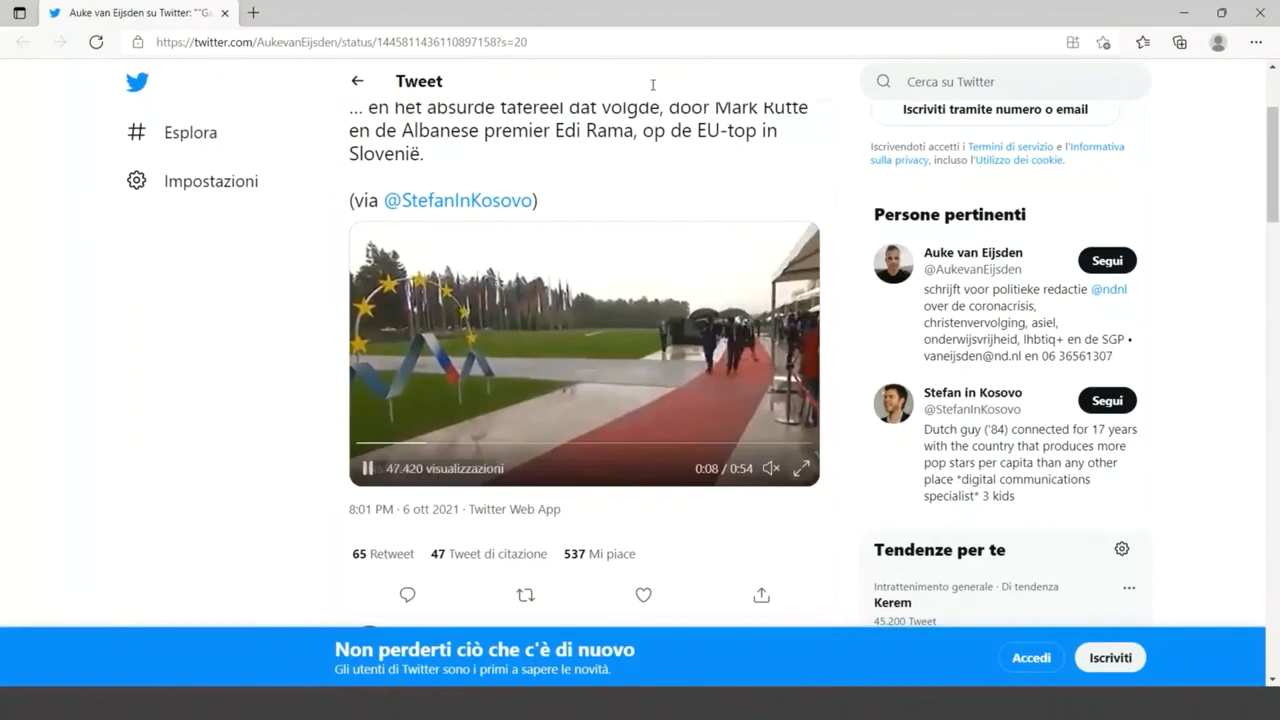 Auke van Eijsden su Twitter: "“Ga
https://twitter.com/AukevanEijsden/status/1445811436110897158?s=20
Tweet
Cerca su Twitter
Esplora
Impostazioni
... en het absurde tafereel dat volgde, door Mark Rutte
en de Albanese premier Edi Rama, op de EU-top in
Slovenië.
(via @StefanInKosovo)
47.420 visualizzazioni
0:08 / 0:54
8:01 PM · 6 ott 2021 · Twitter Web App
65 Retweet 47 Tweet di citazione 537 Mi piace
Iscriviti tramite numero o email
Iscrivendoti accetti i Termini di servizio e l'Informativa
sulla privacy, incluso l'Utilizzo dei cookie.
Persone pertinenti
Auke van Eijsden
@AukevanEijsden
Segui
schrijft voor politieke redactie @ndnl
over de coronacrisis,
christenvervolging, asiel,
onderwijsvrijheid, lhbtiq+ en de SGP •
vaneijsden@nd.nl en 06 36561307
Stefan in Kosovo
@StefanInKosovo
Segui
Dutch guy ('84) connected for 17 years
with the country that produces more
pop stars per capita than any other
place *digital communications
specialist* 3 kids
Tendenze per te
Intrattenimento generale · Di tendenza
Kerem
45.200 Tweet
Non perderti ciò che c'è di nuovo
Gli utenti di Twitter sono i primi a sapere le novità.
Accedi
Iscriviti